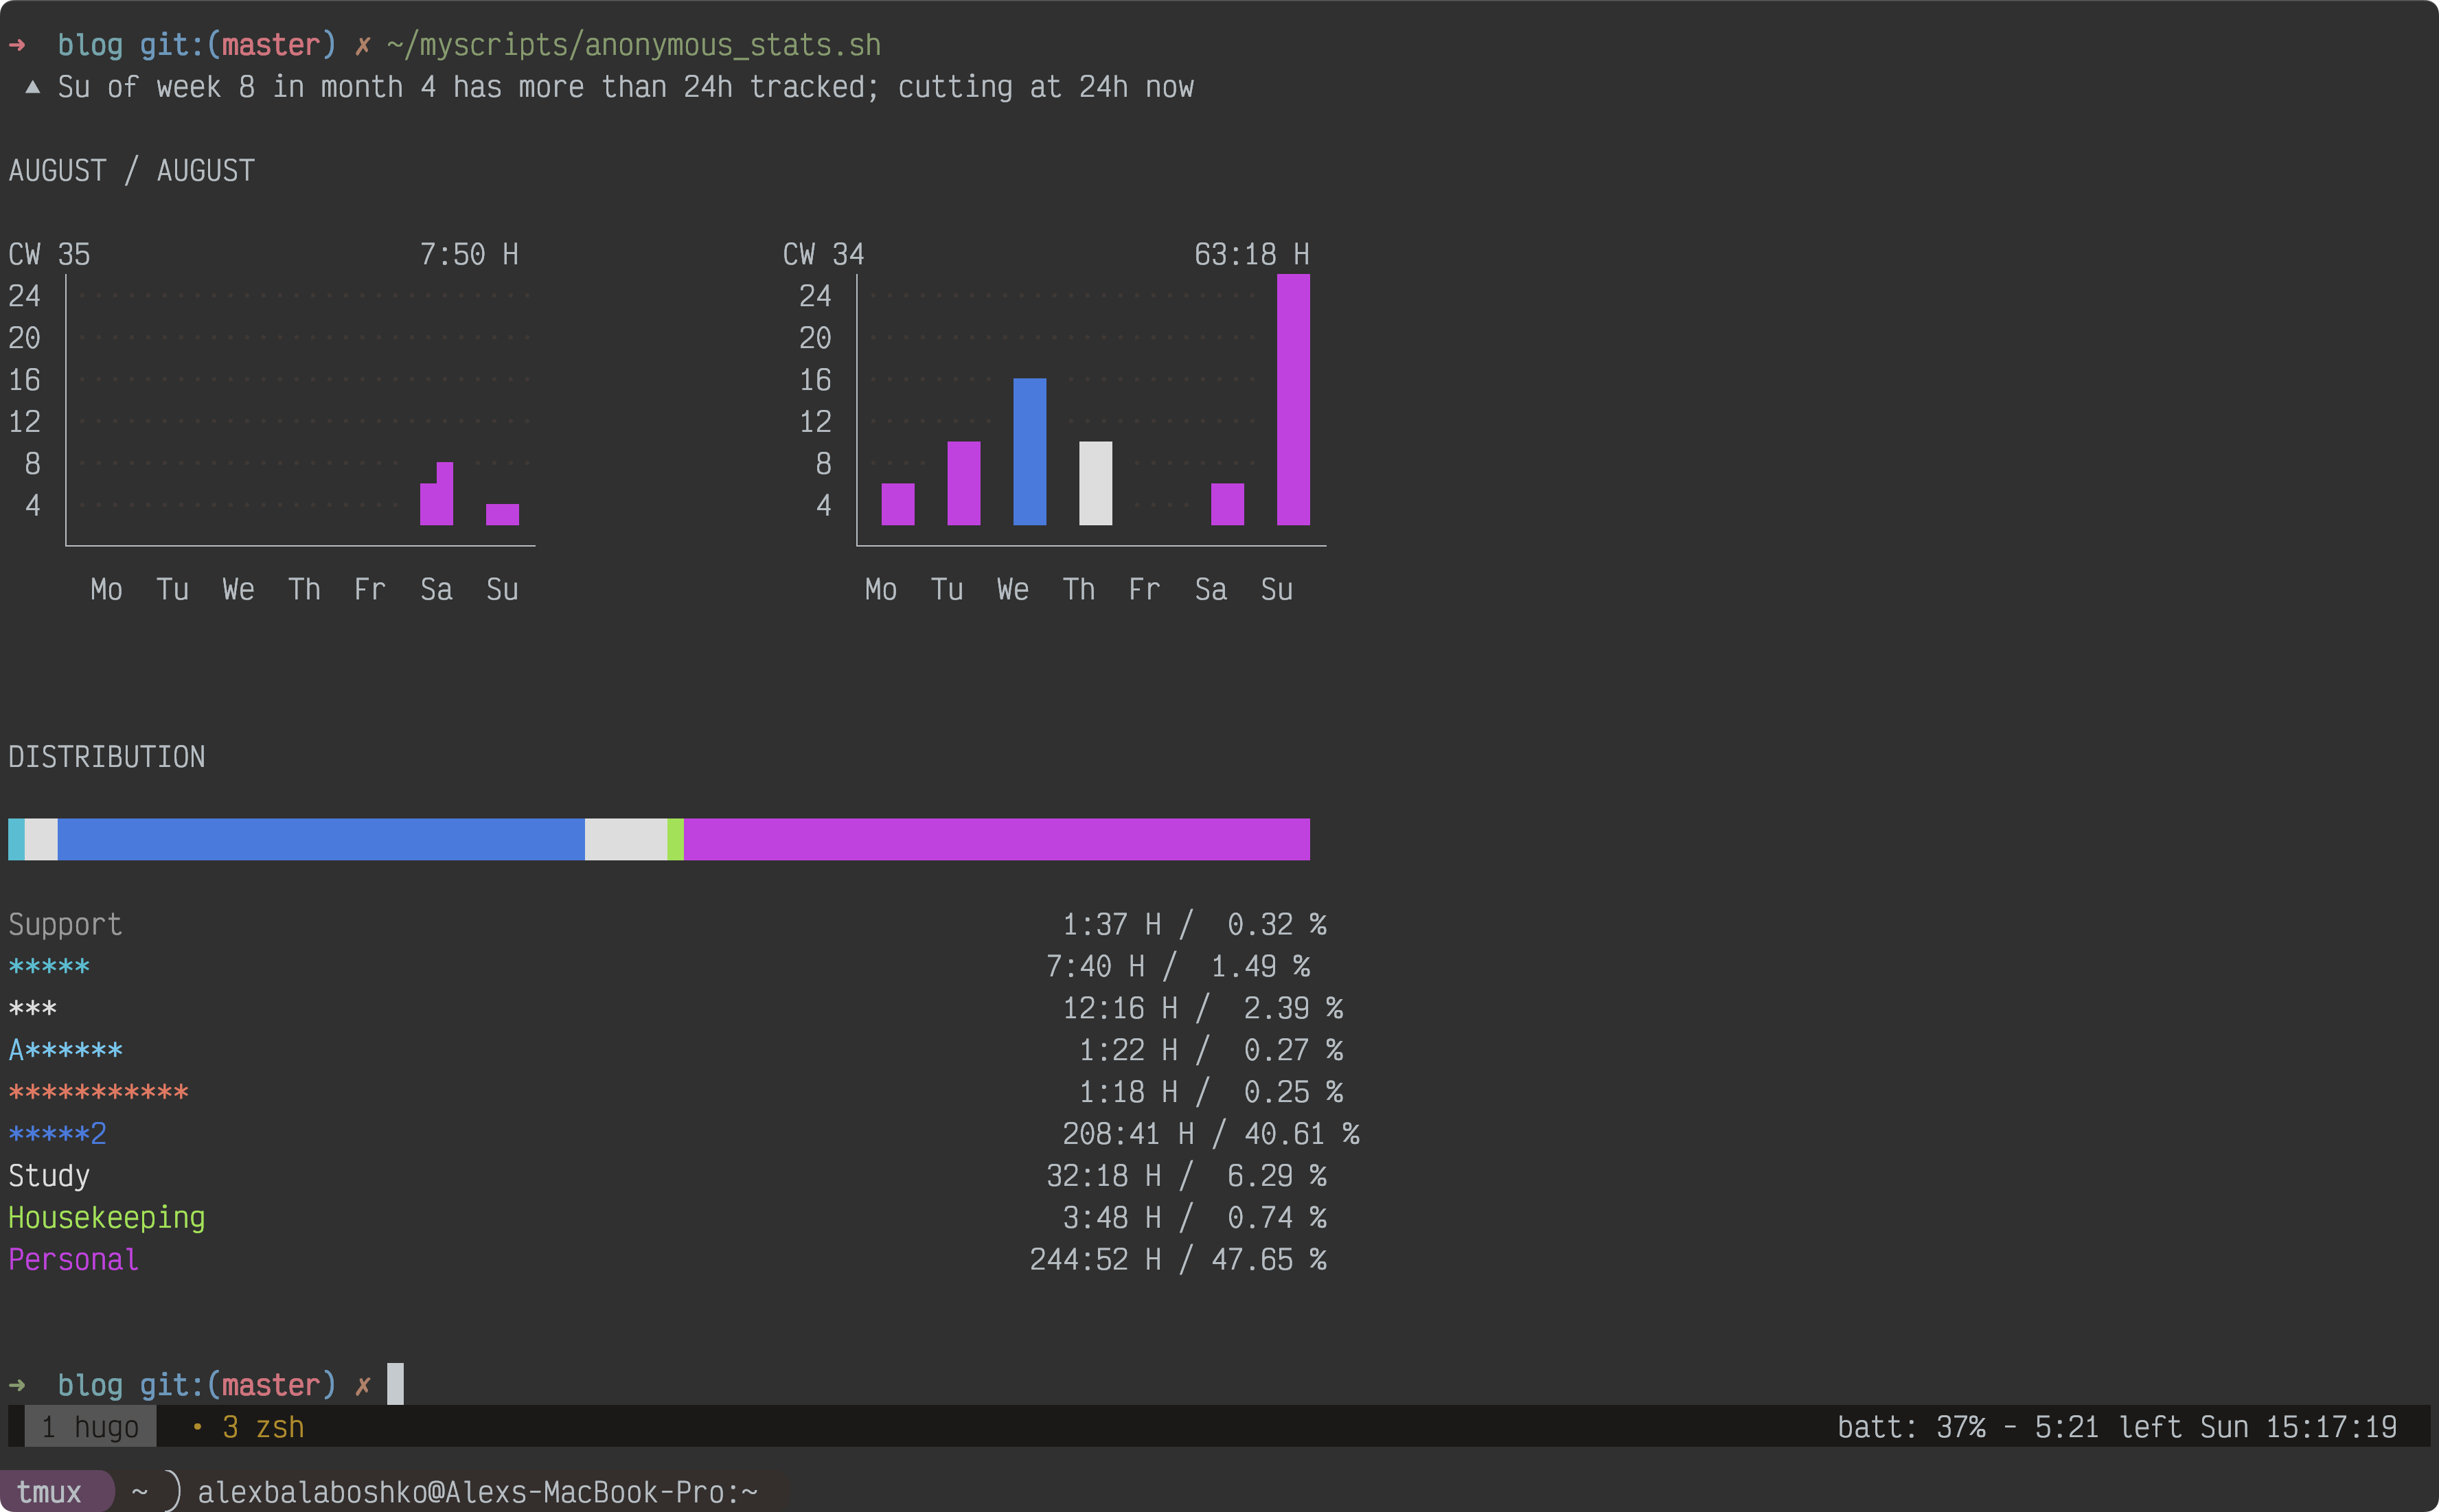 ➜  blog git:(master) ✗ ~/myscripts/anonymous_stats.sh
▲ Su of week 8 in month 4 has more than 24h tracked; cutting at 24h now
AUGUST / AUGUST
CW 35 7:50 H CW 34 63:18 H
24 24
20 20
16 16
12 12
8 8
4 4
Mo Tu We Th Fr Sa Su Mo Tu We Th Fr Sa Su
DISTRIBUTION
Support 1:37 H / 0.32 %
***** 7:40 H / 1.49 %
*** 12:16 H / 2.39 %
A****** 1:22 H / 0.27 %
*********** 1:18 H / 0.25 %
*****2 208:41 H / 40.61 %
Study 32:18 H / 6.29 %
Housekeeping 3:48 H / 0.74 %
Personal 244:52 H / 47.65 %
➜  blog git:(master) ✗
1 hugo • 3 zsh batt: 37% - 5:21 left Sun 15:17:19
tmux ~ ) alexbalaboshko@Alexs-MacBook-Pro:~